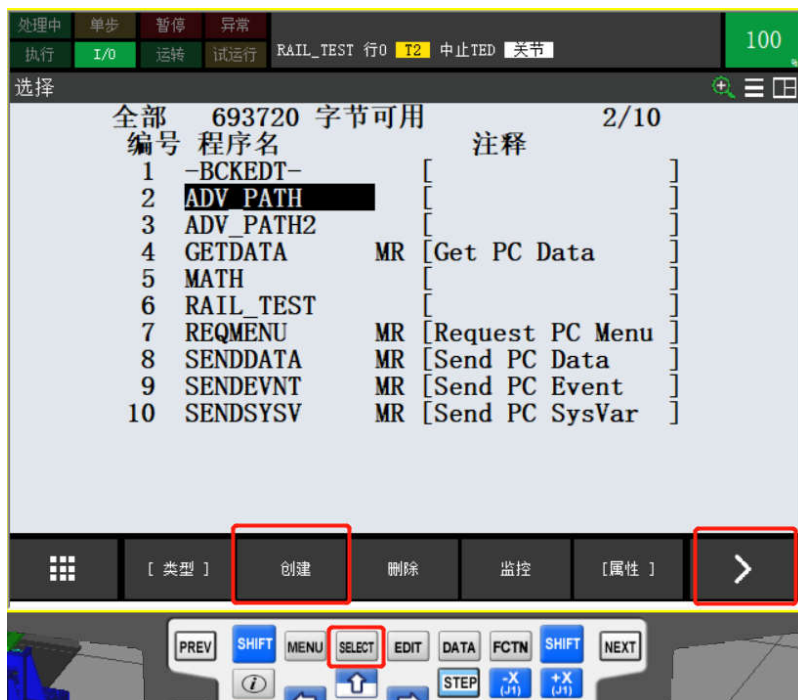 处理中 单步 暂停 异常
执行 I/O 运转 试运行 RAIL_TEST 行0 T2 中止TED 关节 100 %
选择
全部 693720 字节可用 2/10
编号 程序名 注释
1 -BCKEDT- [ ]
2 ADV_PATH [ ]
3 ADV_PATH2 [ ]
4 GETDATA MR [Get PC Data ]
5 MATH [ ]
6 RAIL_TEST [ ]
7 REQMENU MR [Request PC Menu ]
8 SENDDATA MR [Send PC Data ]
9 SENDEVNT MR [Send PC Event ]
10 SENDSYSV MR [Send PC SysVar ]
[ 类型 ] 创建 删除 监控 [属性 ]
PREV SHIFT MENU SELECT EDIT DATA FCTN SHIFT NEXT
i STEP -X (J1) +X (J1)